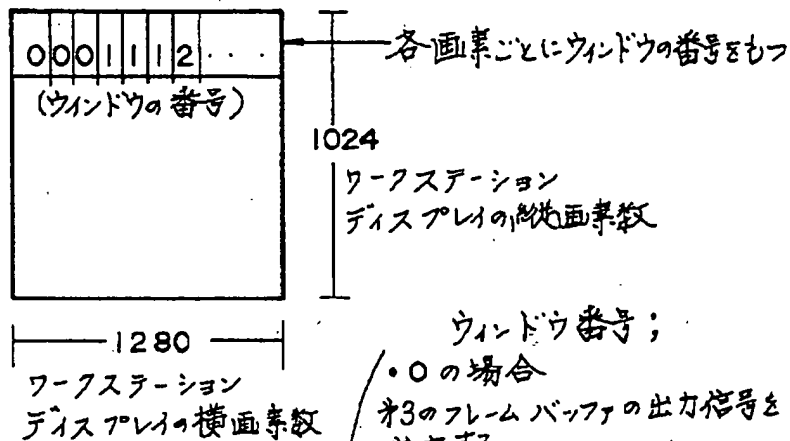 0 0 0 1 1 1 2 . . .
各画素ごとにウィンドウの番号をもつ
(ウィンドウの番号)
1024
ワークステーション
ディスプレイの縦画素数
1280
ワークステーション
ディスプレイの横画素数
ウィンドウ番号;
・0の場合
オ3のフレームバッファの出力信号を